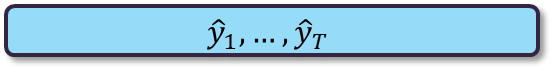 ŷ₁, … , ŷ_T